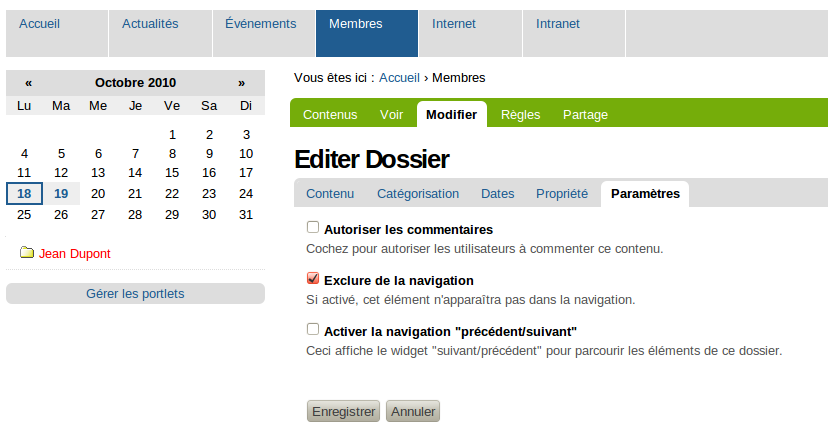 Accueil Actualités Événements Membres Internet Intranet
« Octobre 2010 »
Lu Ma Me Je Ve Sa Di
1 2 3
4 5 6 7 8 9 10
11 12 13 14 15 16 17
18 19 20 21 22 23 24
25 26 27 28 29 30 31
Jean Dupont
Gérer les portlets
Vous êtes ici : Accueil › Membres
Contenus Voir Modifier Règles Partage
Editer Dossier
Contenu Catégorisation Dates Propriété Paramètres
Autoriser les commentaires
Cochez pour autoriser les utilisateurs à commenter ce contenu.
Exclure de la navigation
Si activé, cet élément n'apparaîtra pas dans la navigation.
Activer la navigation "précédent/suivant"
Ceci affiche le widget "suivant/précédent" pour parcourir les éléments de ce dossier.
Enregistrer Annuler